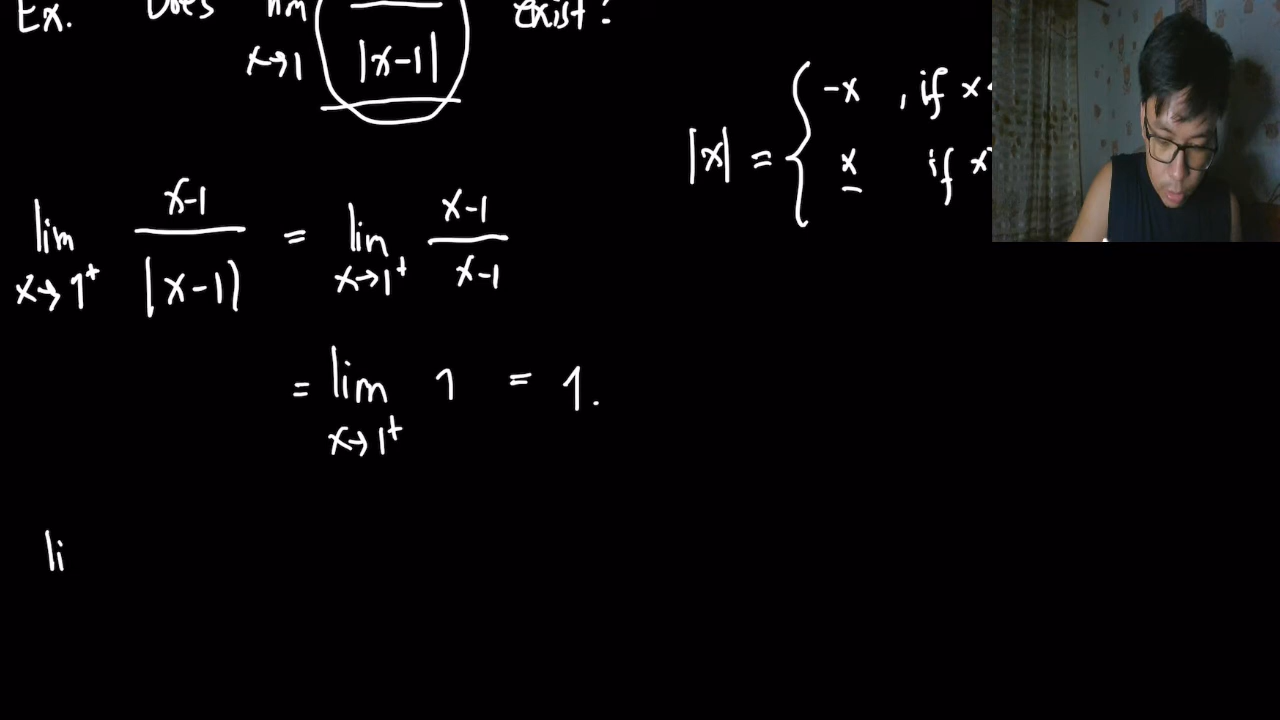 Ex. Does lim x→1 |x-1| exist?
|x| = { -x , if x<
x if x
lim x→1⁺ x-1 / |x-1| = lim x→1⁺ x-1 / x-1
= lim x→1⁺ 1 = 1.
li